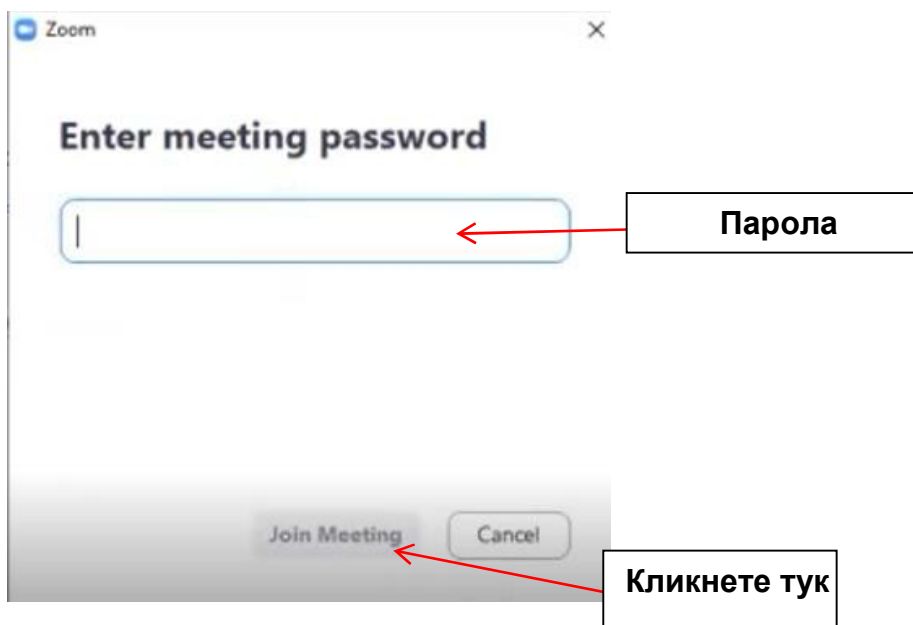 Zoom
Enter meeting password
Парола
Join Meeting
Cancel
Кликнете тук